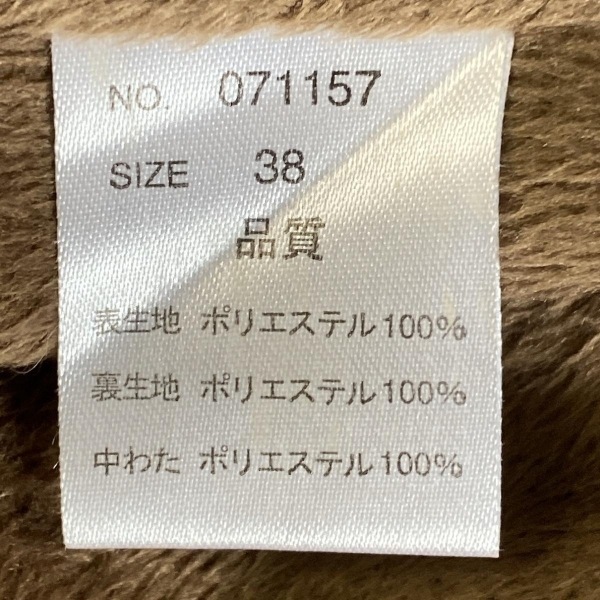 NO. 071157
SIZE 38
品質
表生地 ポリエステル100%
裏生地 ポリエステル100%
中わた ポリエステル100%